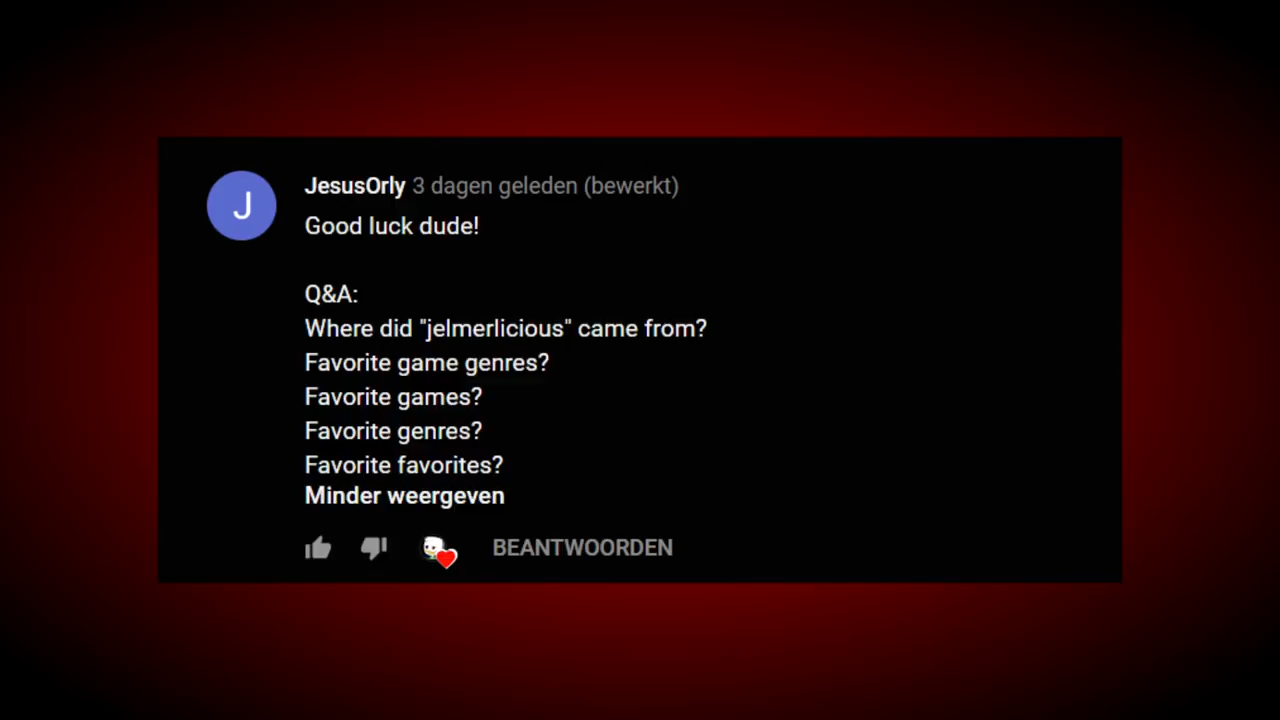 J
JesusOrly 3 dagen geleden (bewerkt)
Good luck dude!
Q&A:
Where did "jelmerlicious" came from?
Favorite game genres?
Favorite games?
Favorite genres?
Favorite favorites?
Minder weergeven
BEANTWOORDEN